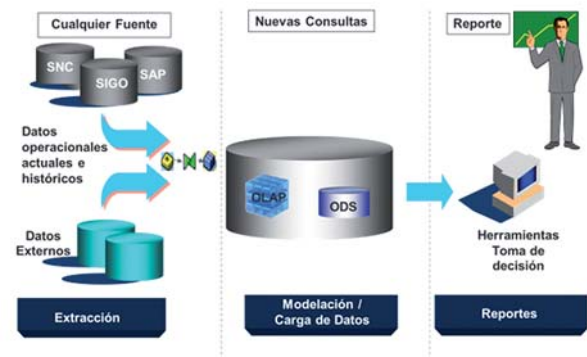 Cualquier Fuente
SNC
SIGO
SAP
Datos
operacionales
actuales e
históricos
Datos
Externos
Extracción
Nuevas Consultas
OLAP
ODS
Modelación /
Carga de Datos
Reporte
Herramientas
Toma de
decisión
Reportes